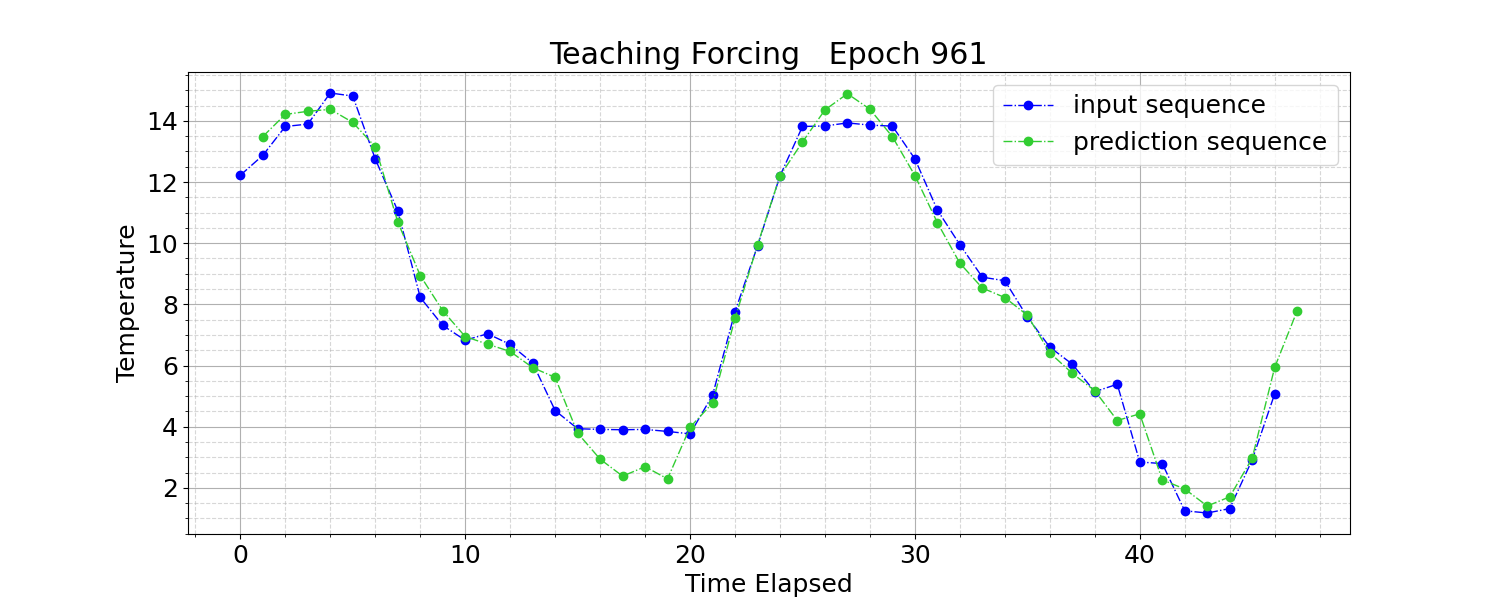 Teaching Forcing   Epoch 961
input sequence
prediction sequence
Temperature
14
12
10
8
6
4
2
0 10 20 30 40
Time Elapsed